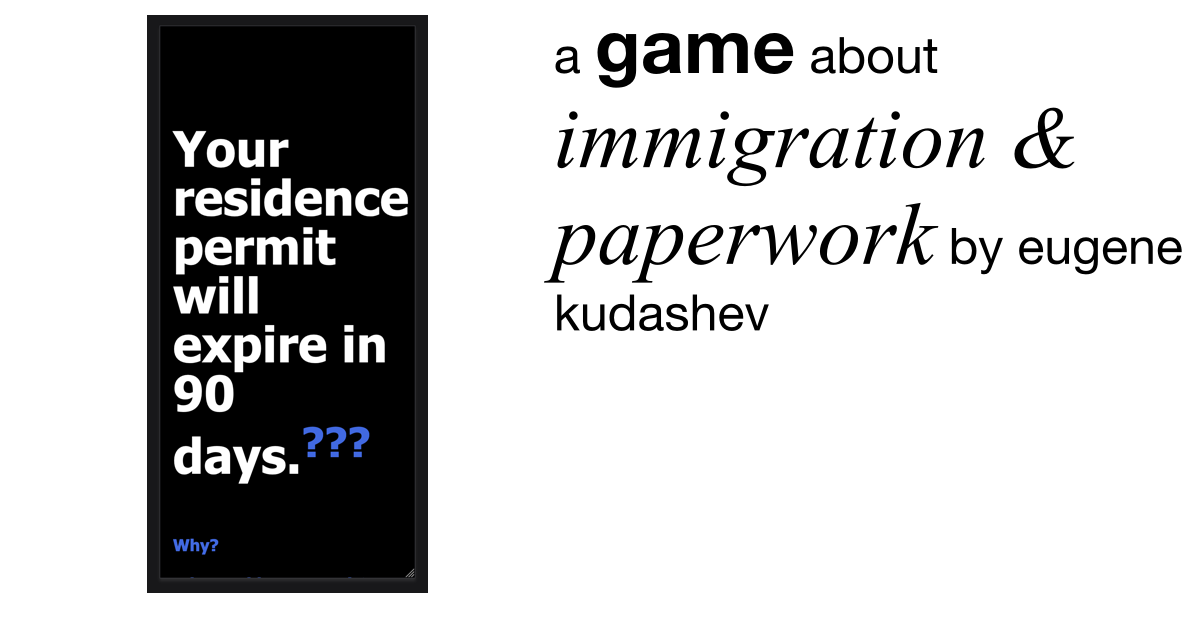 Your
residence
permit
will
expire in
90
days.???
Why?
a game about
immigration &
paperwork by eugene
kudashev